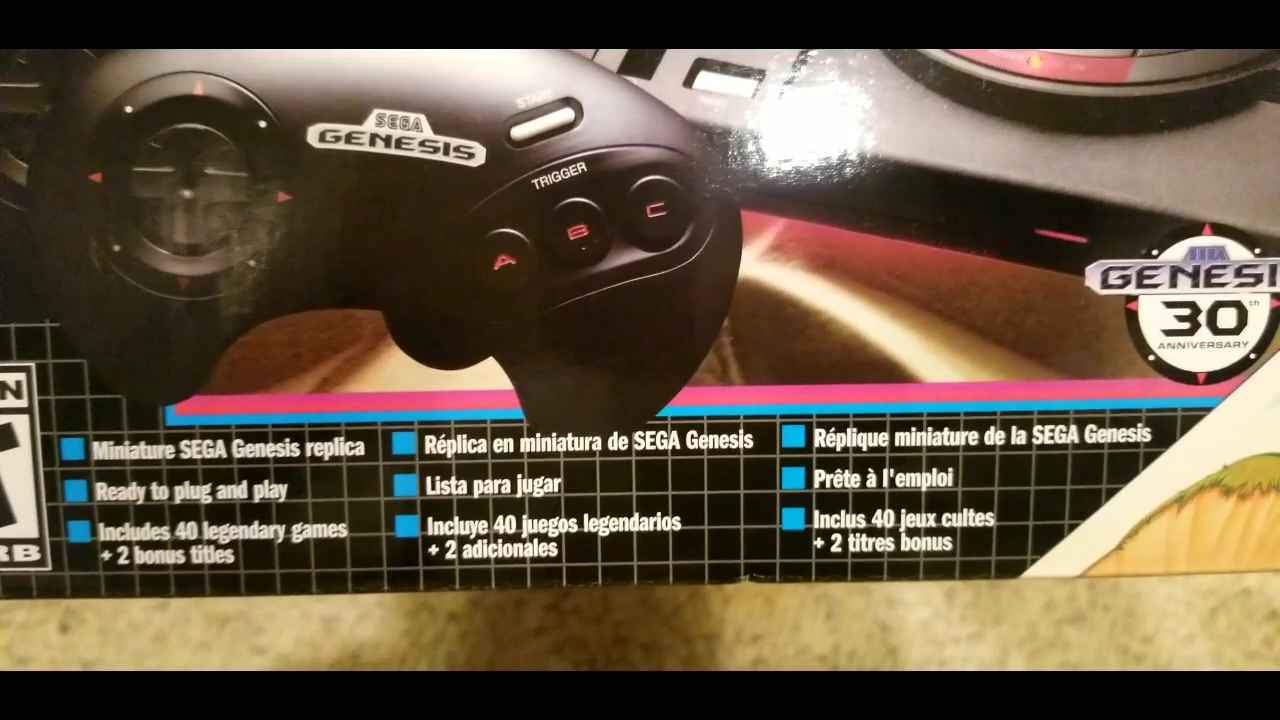 START
SEGA
GENESIS
TRIGGER
A
B
C
SEGA
GENESI
30th
ANNIVERSARY
N
RB
Miniature SEGA Genesis replica
Ready to plug and play
Includes 40 legendary games
+ 2 bonus titles
Réplica en miniatura de SEGA Genesis
Lista para jugar
Incluye 40 juegos legendarios
+ 2 adicionales
Réplique miniature de la SEGA Genesis
Prête à l'emploi
Inclus 40 jeux cultes
+ 2 titres bonus